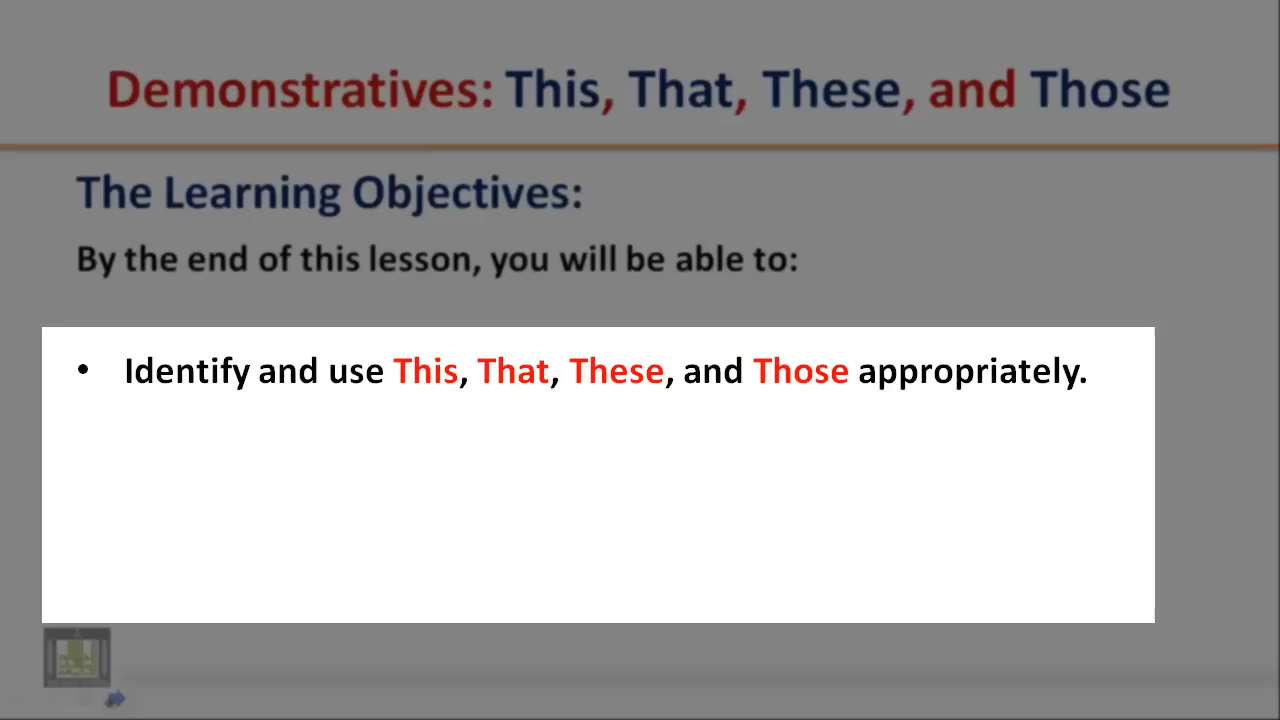 Demonstratives: This, That, These, and Those
The Learning Objectives:
By the end of this lesson, you will be able to:
• Identify and use This, That, These, and Those appropriately.